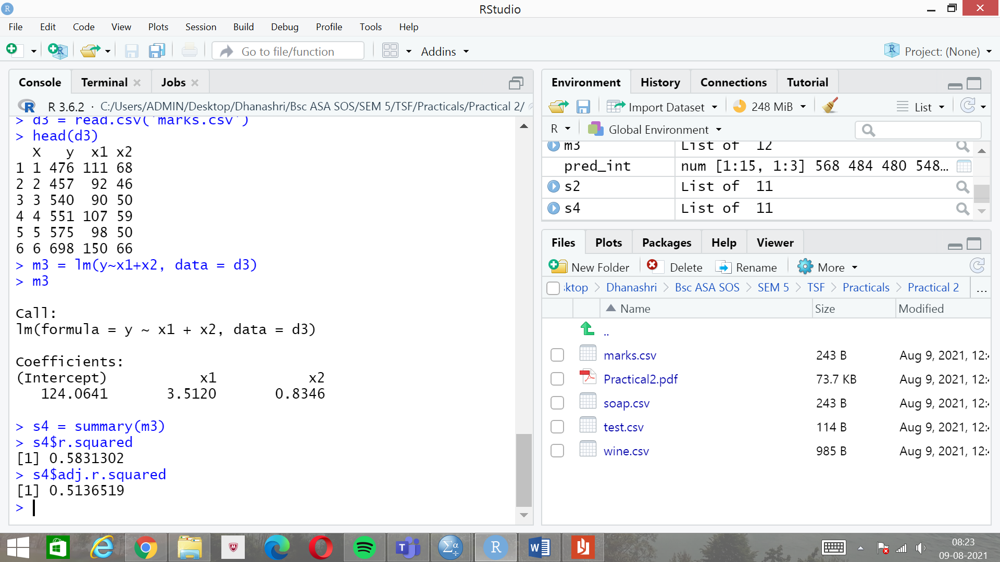 RStudio
File Edit Code View Plots Session Build Debug Profile Tools Help
Go to file/function Addins Project: (None)
Console Terminal Jobs
R 3.6.2 · C:/Users/ADMIN/Desktop/Dhanashri/Bsc ASA SOS/SEM 5/TSF/Practicals/Practical 2/
> d3 = read.csv('marks.csv')
> head(d3)
X y x1 x2
1 1 476 111 68
2 2 457 92 46
3 3 540 90 50
4 4 551 107 59
5 5 575 98 50
6 6 698 150 66
> m3 = lm(y~x1+x2, data = d3)
> m3
Call:
lm(formula = y ~ x1 + x2, data = d3)
Coefficients:
(Intercept) x1 x2
124.0641 3.5120 0.8346
> s4 = summary(m3)
> s4$r.squared
[1] 0.5831302
> s4$adj.r.squared
[1] 0.5136519
>
Environment History Connections Tutorial
Import Dataset 248 MiB List
R Global Environment
m3 List of 12
pred_int num [1:15, 1:3] 568 484 480 548...
s2 List of 11
s4 List of 11
Files Plots Packages Help Viewer
New Folder Delete Rename More
ktop Dhanashri Bsc ASA SOS SEM 5 TSF Practicals Practical 2 ...
Name Size Modified
..
marks.csv 243 B Aug 9, 2021, 12:
Practical2.pdf 73.7 KB Aug 9, 2021, 12:
soap.csv 243 B Aug 9, 2021, 12:
test.csv 114 B Aug 9, 2021, 12:
wine.csv 985 B Aug 9, 2021, 12:
08:23
09-08-2021